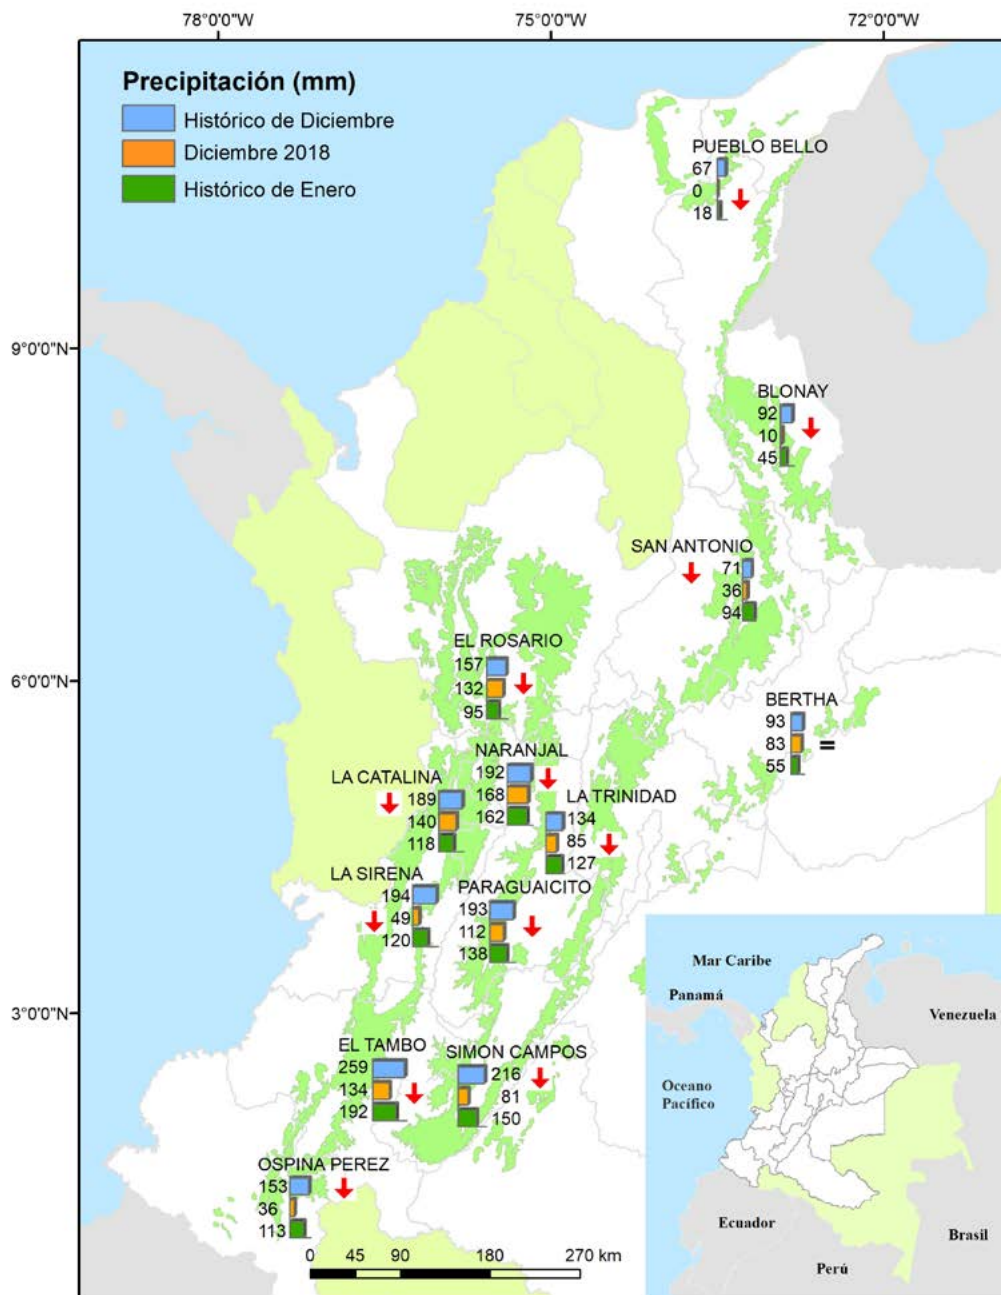 78°0'0"W
75°0'0"W
72°0'0"W
Precipitación (mm)
Histórico de Diciembre
Diciembre 2018
Histórico de Enero
PUEBLO BELLO
67
0
18
9°0'0"N
BLONAY
92
10
45
SAN ANTONIO
71
36
94
EL ROSARIO
157
132
95
6°0'0"N
BERTHA
93
83
=
55
NARANJAL
192
168
162
LA CATALINA
189
140
118
LA TRINIDAD
134
85
127
LA SIRENA
194
49
120
PARAGUAICITO
193
112
138
3°0'0"N
EL TAMBO
259
134
192
SIMON CAMPOS
216
81
150
OSPINA PEREZ
153
36
113
0 45 90 180 270 km
Mar Caribe
Panamá
Venezuela
Oceano
Pacífico
Ecuador
Brasil
Perú